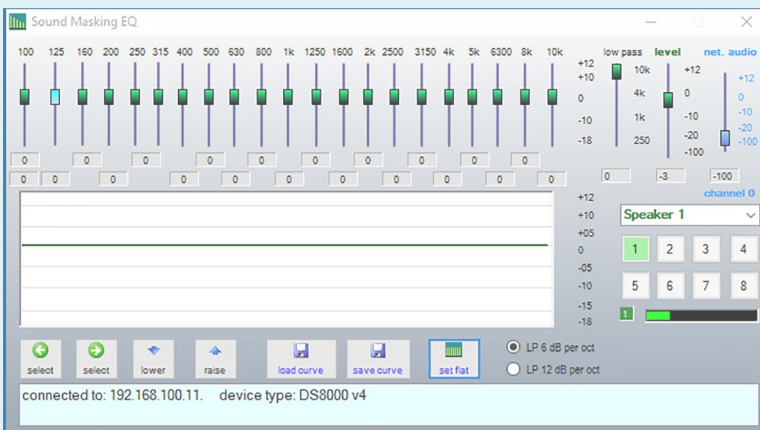 Sound Masking EQ
100 125 160 200 250 315 400 500 630 800 1k 1250 1600 2k 2500 3150 4k 5k 6300 8k 10k
low pass level net. audio
+12 10k +12 +12
+10
0 4k 0 0
-10 1k -10 -10
-20 -20
-18 250 -100 -100
0 0 0 0 0 0 0 0 0
0 0 0 0 0 0 0 0 0 0 0 0 -3 -100
channel 0
+12
+10
+05
0
-05
-10
-15
-18
Speaker 1
1 2 3 4
5 6 7 8
1
select select lower raise load curve save curve set flat
LP 6 dB per oct
LP 12 dB per oct
connected to: 192.168.100.11. device type: DS8000 v4